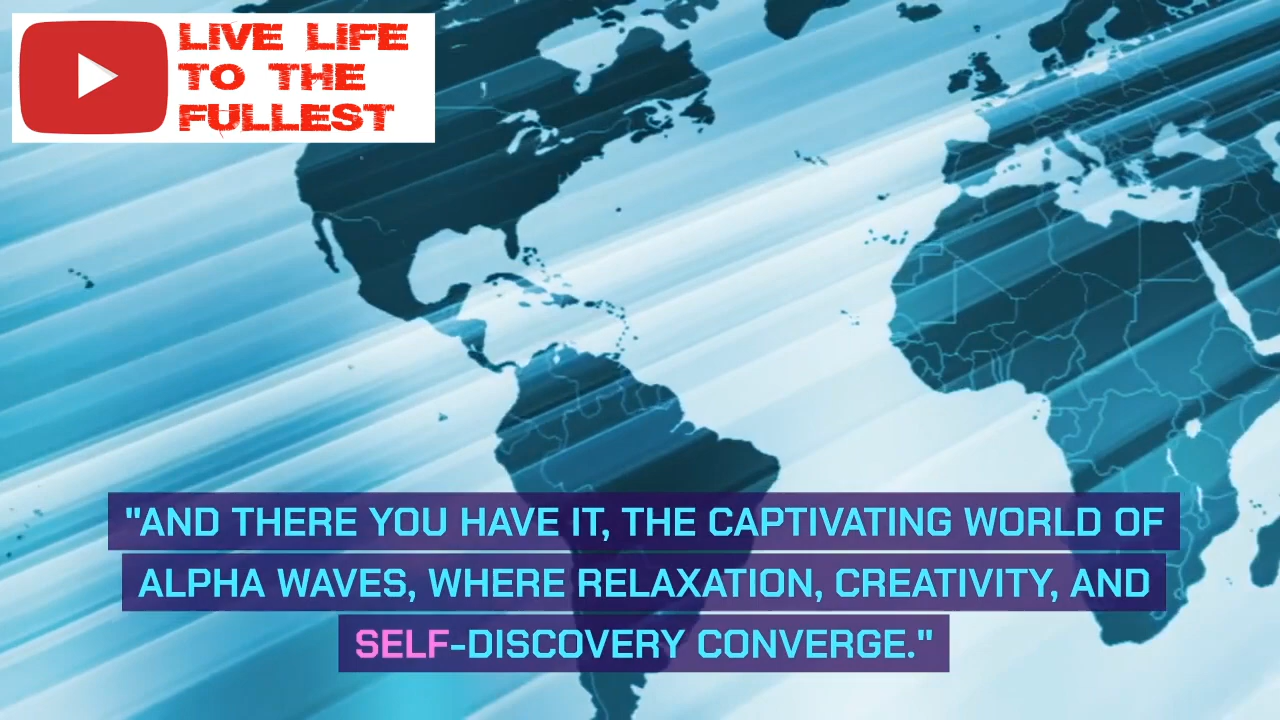 LIVE LIFE
TO THE
FULLEST
"AND THERE YOU HAVE IT, THE CAPTIVATING WORLD OF
ALPHA WAVES, WHERE RELAXATION, CREATIVITY, AND
SELF-DISCOVERY CONVERGE."